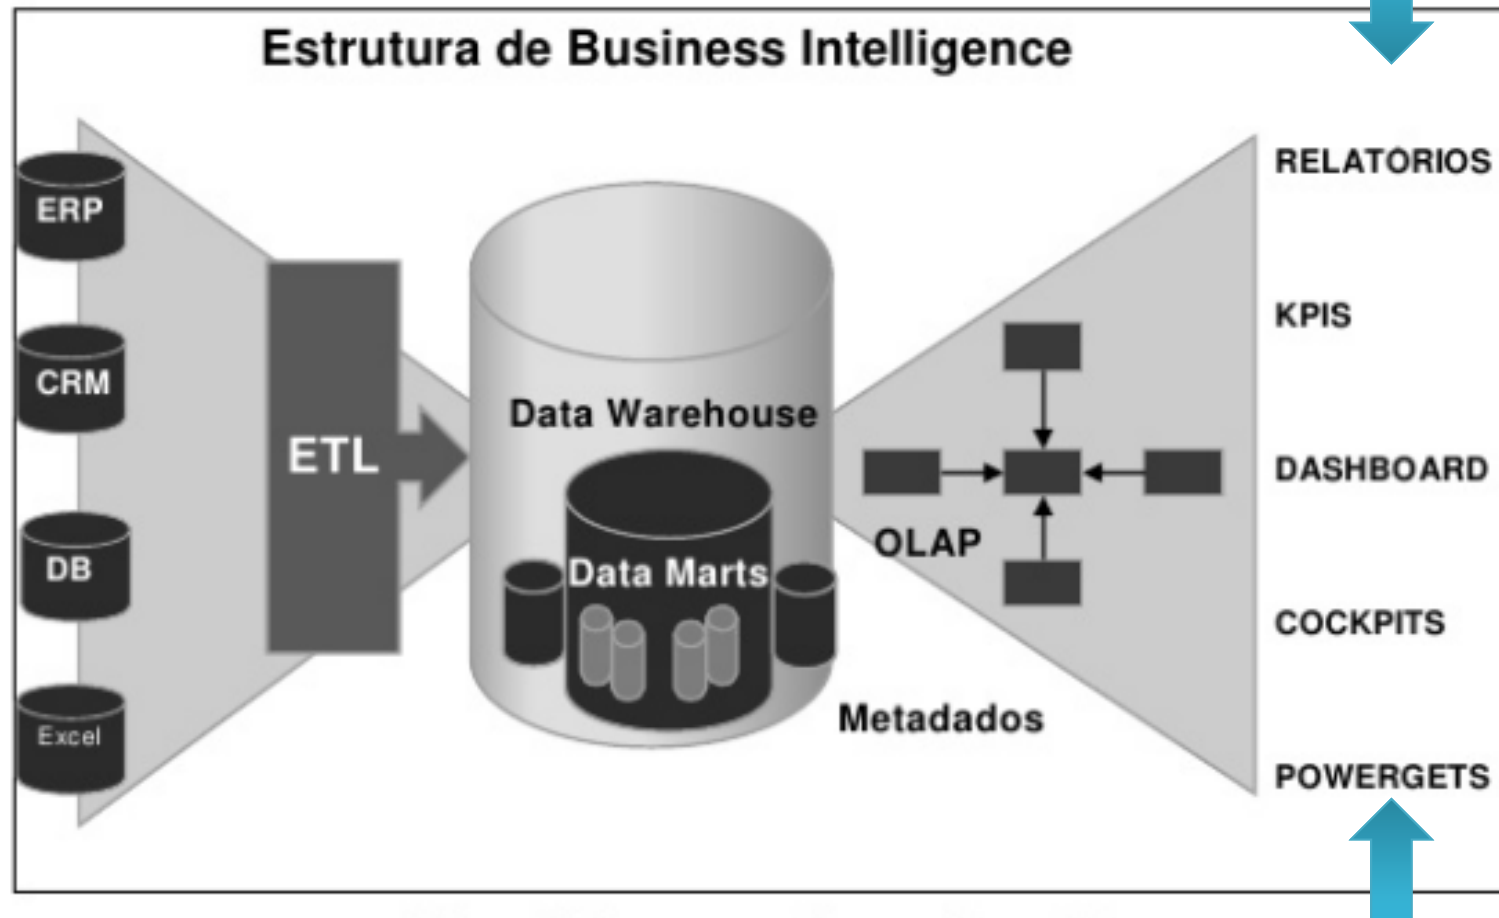 Estrutura de Business Intelligence
ERP
CRM
DB
Excel
ETL
Data Warehouse
Data Marts
OLAP
Metadados
RELATÓRIOS
KPIS
DASHBOARD
COCKPITS
POWERGETS